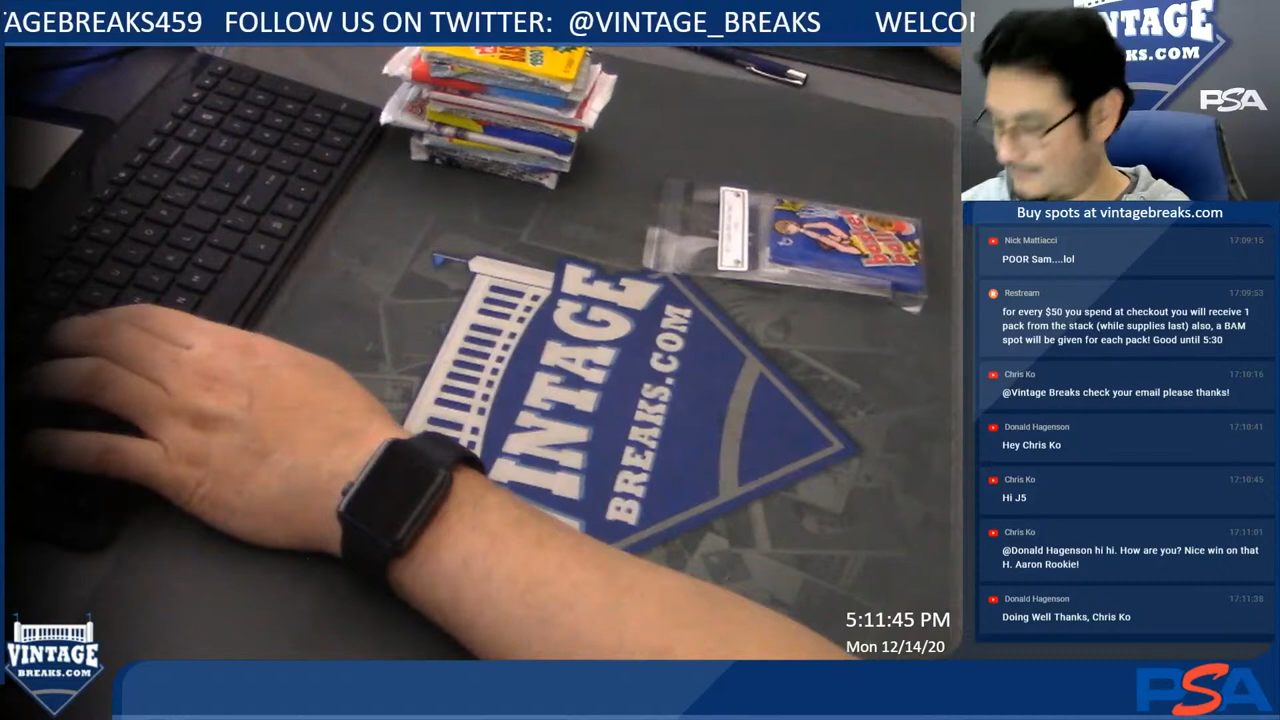 TAGEBREAKS459 FOLLOW US ON TWITTER: @VINTAGE_BREAKS WELCO
VINTAGE
BREAKS.COM
PSA
Buy spots at vintagebreaks.com
Nick Mattiacci 17:09:15
POOR Sam....lol
Restream 17:09:53
for every $50 you spend at checkout you will receive 1
pack from the stack (while supplies last) also, a BAM
spot will be given for each pack! Good until 5:30
Chris Ko 17:10:16
@Vintage Breaks check your email please thanks!
Donald Hagenson 17:10:41
Hey Chris Ko
Chris Ko 17:10:45
Hi J5
Chris Ko 17:11:01
@Donald Hagenson hi hi. How are you? Nice win on that
H. Aaron Rookie!
Donald Hagenson 17:11:38
Doing Well Thanks, Chris Ko
VINTAGE
BREAKS.COM
5:11:45 PM
Mon 12/14/20
VINTAGE
BREAKS.COM
PSA